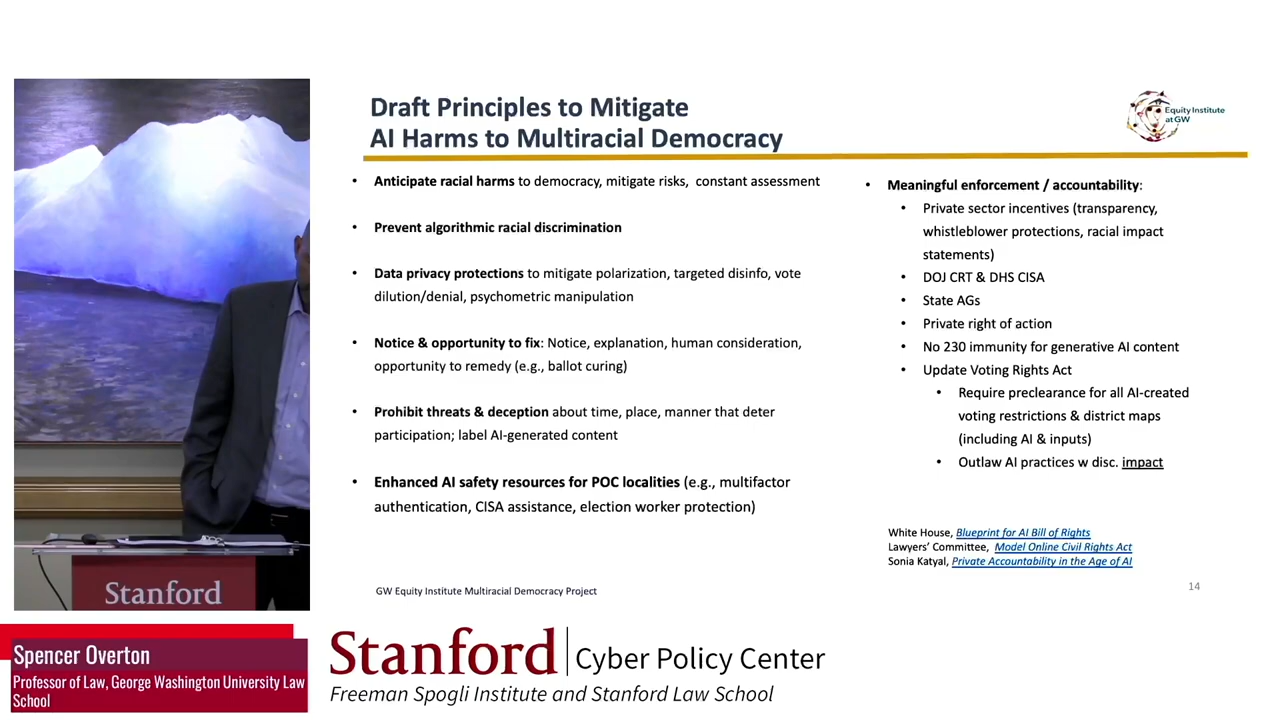 Draft Principles to Mitigate
AI Harms to Multiracial Democracy
Equity Institute
at GW
• Anticipate racial harms to democracy, mitigate risks, constant assessment
• Prevent algorithmic racial discrimination
• Data privacy protections to mitigate polarization, targeted disinfo, vote
dilution/denial, psychometric manipulation
• Notice & opportunity to fix: Notice, explanation, human consideration,
opportunity to remedy (e.g., ballot curing)
• Prohibit threats & deception about time, place, manner that deter
participation; label AI-generated content
• Enhanced AI safety resources for POC localities (e.g., multifactor
authentication, CISA assistance, election worker protection)
• Meaningful enforcement / accountability:
• Private sector incentives (transparency,
whistleblower protections, racial impact
statements)
• DOJ CRT & DHS CISA
• State AGs
• Private right of action
• No 230 immunity for generative AI content
• Update Voting Rights Act
• Require preclearance for all AI-created
voting restrictions & district maps
(including AI & inputs)
• Outlaw AI practices w disc. impact
White House, Blueprint for AI Bill of Rights
Lawyers' Committee, Model Online Civil Rights Act
Sonia Katyal, Private Accountability in the Age of AI
GW Equity Institute Multiracial Democracy Project
14
Stanford
Spencer Overton
Professor of Law, George Washington University Law
School
Stanford | Cyber Policy Center
Freeman Spogli Institute and Stanford Law School